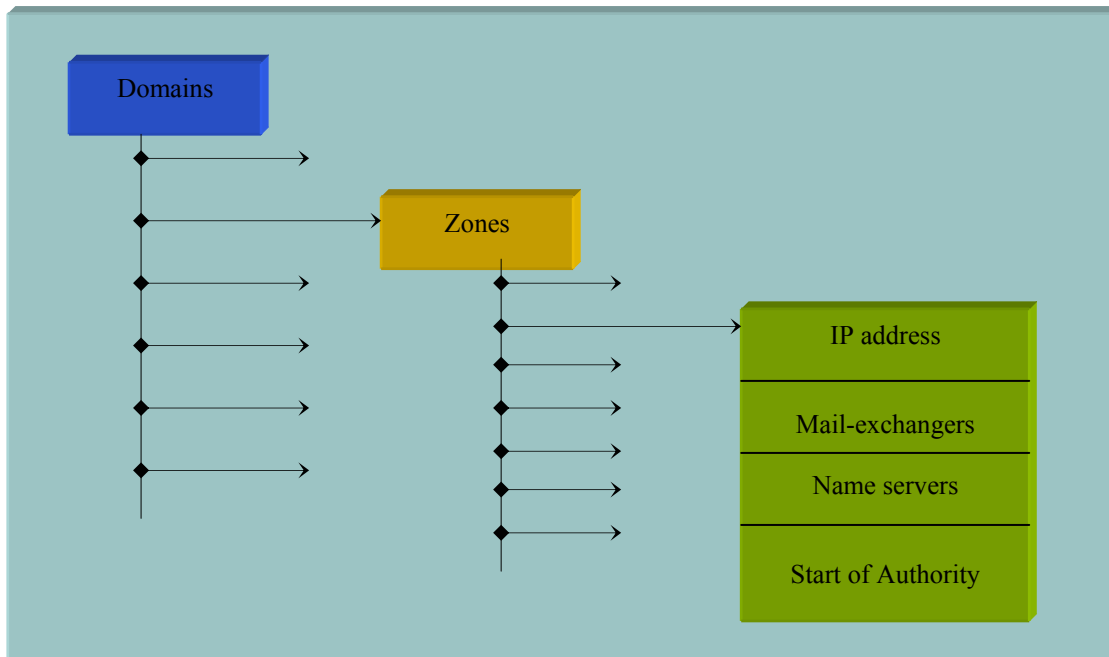 Domains
Zones
IP address
Mail-exchangers
Name servers
Start of Authority